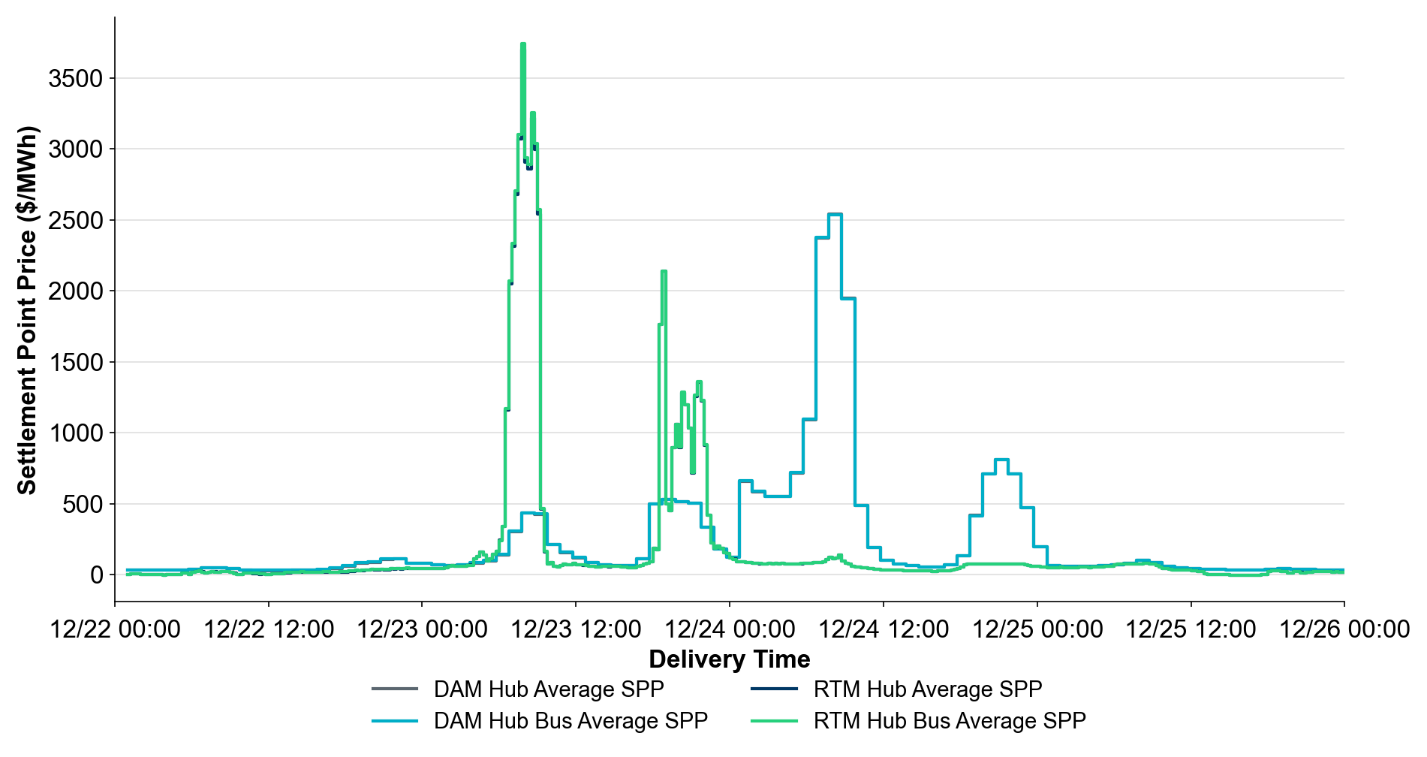 Settlement Point Price ($/MWh)
3500
3000
2500
2000
1500
1000
500
0
12/22 00:00 12/22 12:00 12/23 00:00 12/23 12:00 12/24 00:00 12/24 12:00 12/25 00:00 12/25 12:00 12/26 00:00
Delivery Time
DAM Hub Average SPP RTM Hub Average SPP
DAM Hub Bus Average SPP RTM Hub Bus Average SPP